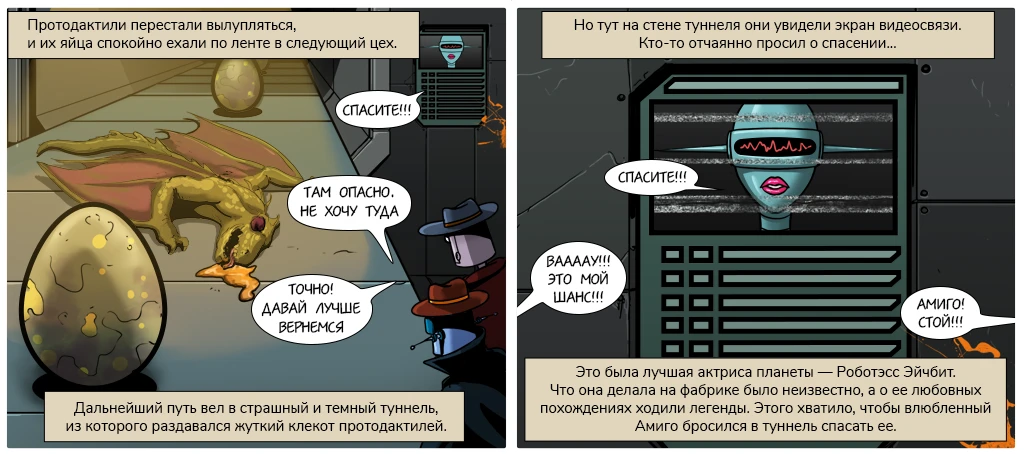 Протодактили перестали вылупляться,
и их яйца спокойно ехали по ленте в следующий цех.
СПАСИТЕ!!!
ТАМ ОПАСНО.
НЕ ХОЧУ ТУДА
ТОЧНО!
ДАВАЙ ЛУЧШЕ
ВЕРНЕМСЯ
Дальнейший путь вел в страшный и темный туннель,
из которого раздавался жуткий клекот протодактилей.
Но тут на стене туннеля они увидели экран видеосвязи.
Кто-то отчаянно просил о спасении...
СПАСИТЕ!!!
ВААААУ!!!
ЭТО МОЙ
ШАНС!!!
АМИГО!
СТОЙ!!!
Это была лучшая актриса планеты — Роботэсс Эйчбит.
Что она делала на фабрике было неизвестно, а о ее любовных
похождениях ходили легенды. Этого хватило, чтобы влюбленный
Амиго бросился в туннель спасать ее.